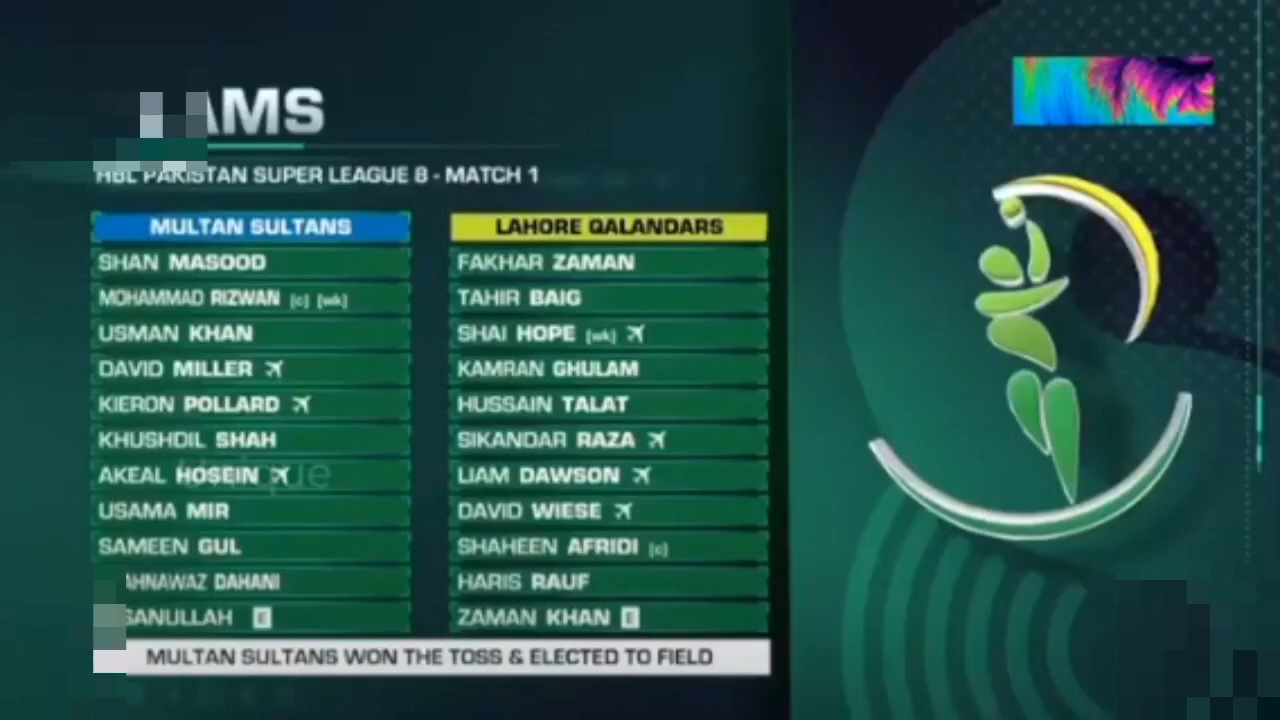 AMS
HBL PAKISTAN SUPER LEAGUE 8 - MATCH 1
MULTAN SULTANS
SHAN MASOOD
MOHAMMAD RIZWAN [c] [wk]
USMAN KHAN
DAVID MILLER
KIERON POLLARD
KHUSHDIL SHAH
AKEAL HOSEIN
USAMA MIR
SAMEEN GUL
AHNAWAZ DAHANI
SANULLAH E
LAHORE QALANDARS
FAKHAR ZAMAN
TAHIR BAIG
SHAI HOPE [wk]
KAMRAN GHULAM
HUSSAIN TALAT
SIKANDAR RAZA
LIAM DAWSON
DAVID WIESE
SHAHEEN AFRIDI [c]
HARIS RAUF
ZAMAN KHAN E
MULTAN SULTANS WON THE TOSS & ELECTED TO FIELD